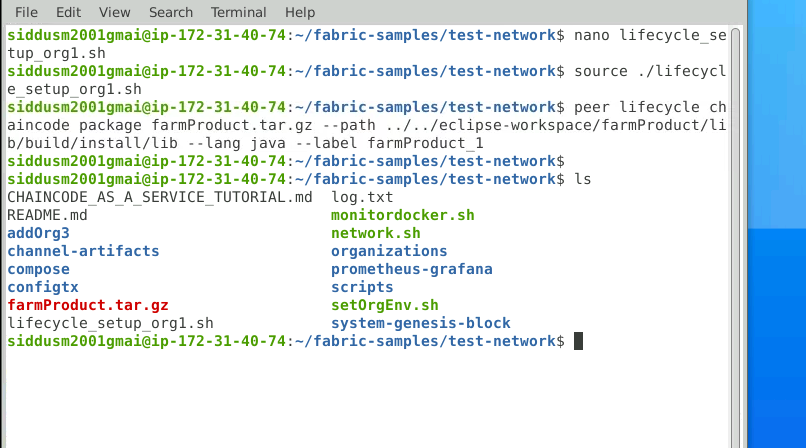 File Edit View Search Terminal Help
siddusm2001gmai@ip-172-31-40-74:~/fabric-samples/test-network$ nano lifecycle_se
tup_org1.sh
siddusm2001gmai@ip-172-31-40-74:~/fabric-samples/test-network$ source ./lifecycl
e_setup_org1.sh
siddusm2001gmai@ip-172-31-40-74:~/fabric-samples/test-network$ peer lifecycle ch
aincode package farmProduct.tar.gz --path ../../eclipse-workspace/farmProduct/li
b/build/install/lib --lang java --label farmProduct_1
siddusm2001gmai@ip-172-31-40-74:~/fabric-samples/test-network$
siddusm2001gmai@ip-172-31-40-74:~/fabric-samples/test-network$ ls
CHAINCODE_AS_A_SERVICE_TUTORIAL.md log.txt
README.md monitordocker.sh
addOrg3 network.sh
channel-artifacts organizations
compose prometheus-grafana
configtx scripts
farmProduct.tar.gz setOrgEnv.sh
lifecycle_setup_org1.sh system-genesis-block
siddusm2001gmai@ip-172-31-40-74:~/fabric-samples/test-network$